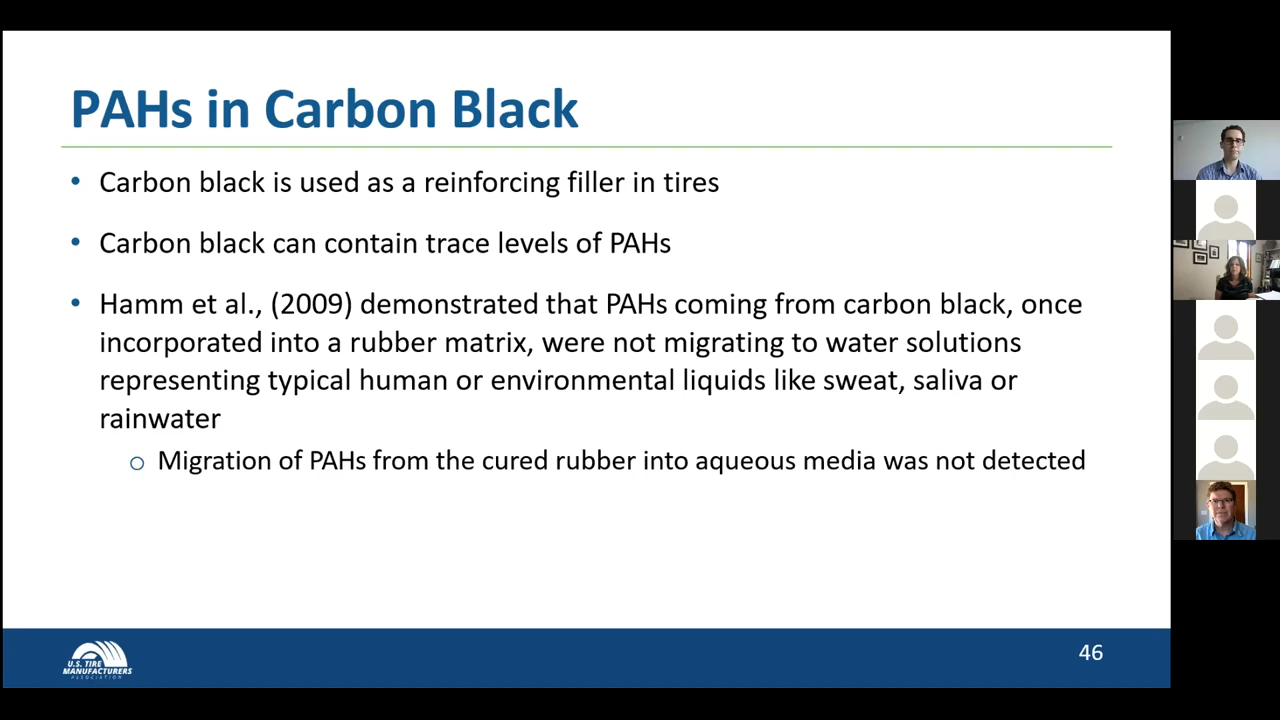 PAHs in Carbon Black
• Carbon black is used as a reinforcing filler in tires
• Carbon black can contain trace levels of PAHs
• Hamm et al., (2009) demonstrated that PAHs coming from carbon black, once
incorporated into a rubber matrix, were not migrating to water solutions
representing typical human or environmental liquids like sweat, saliva or
rainwater
o Migration of PAHs from the cured rubber into aqueous media was not detected
U.S. TIRE
MANUFACTURERS
ASSOCIATION
46